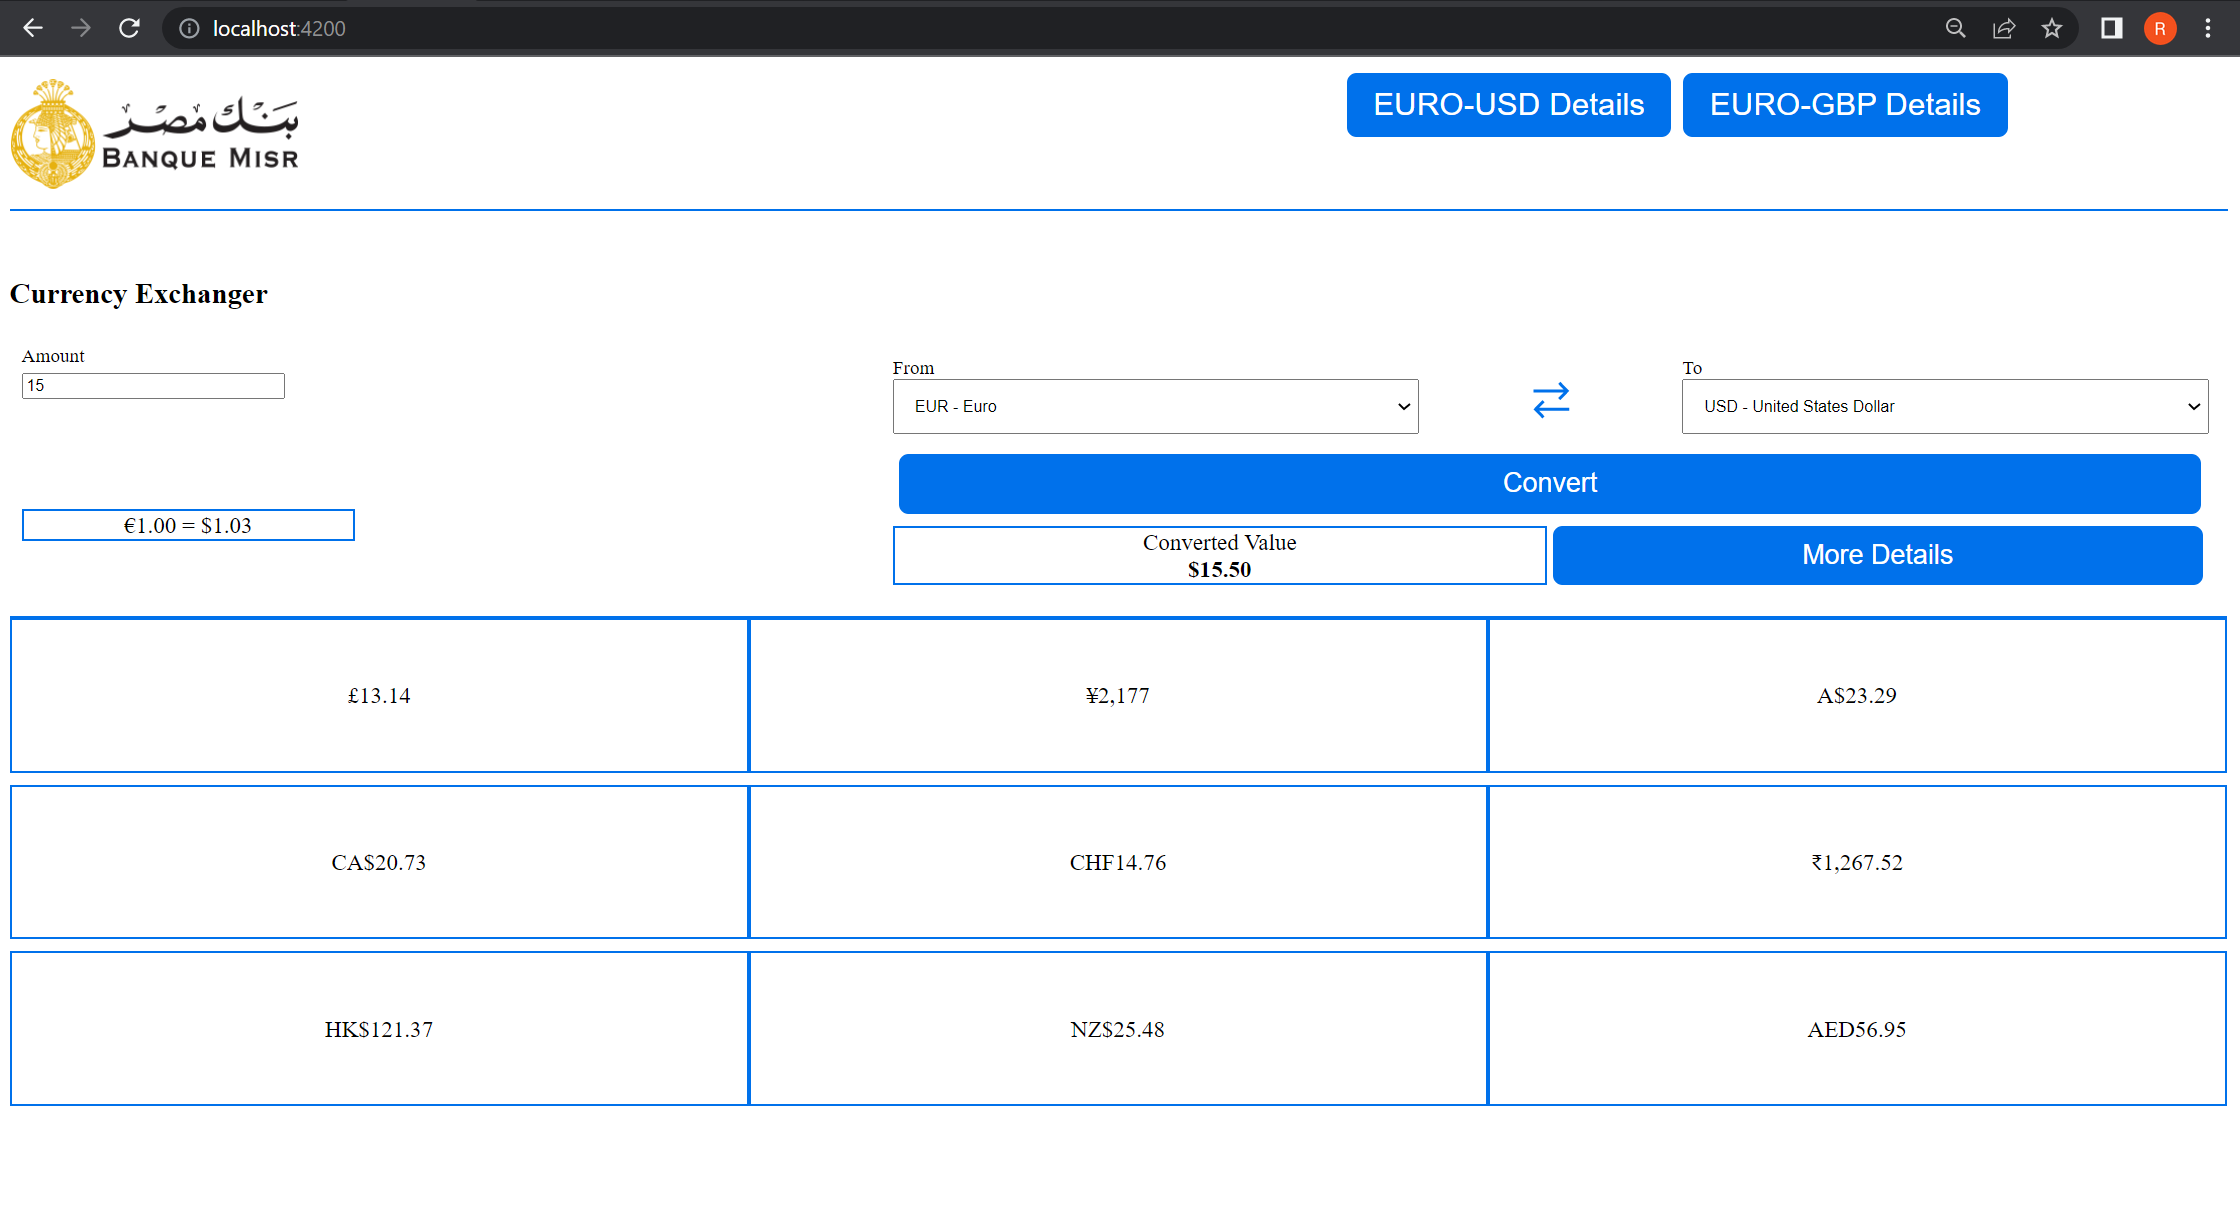 localhost:4200
R
بنك مصر
BANQUE MISR
EURO-USD Details
EURO-GBP Details
Currency Exchanger
Amount
15
From
EUR - Euro
To
USD - United States Dollar
Convert
€1.00 = $1.03
Converted Value
$15.50
More Details
£13.14
¥2,177
A$23.29
CA$20.73
CHF14.76
₹1,267.52
HK$121.37
NZ$25.48
AED56.95